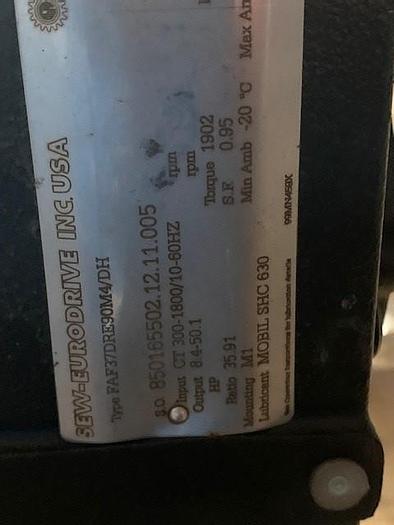 SEW-EURODRIVE INC. USA
Type FAF37/DRE90M4/DH
S.O. 850165502.12.11.005
Input CT 300-1800/10-60HZ rpm
Output 8.4-50.1 rpm
HP Torque 1902
Ratio 35.91 S.F. 0.95
Mounting M1 Min Amb -20 °C Max Am
Lubricant MOBIL SHC 630